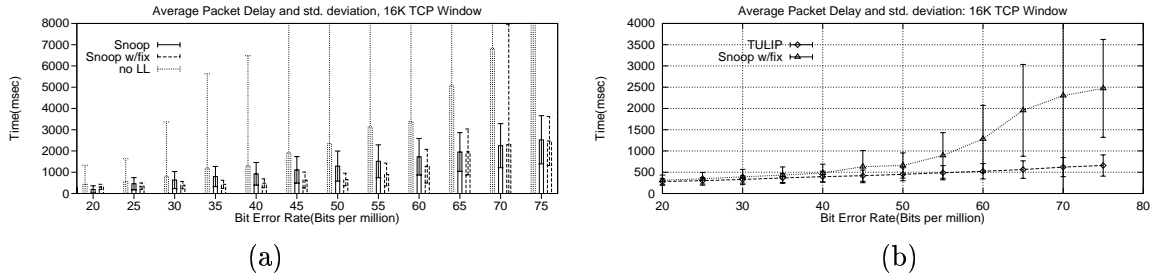 Average Packet Delay and std. deviation, 16K TCP Window
8000
7000
6000
5000
4000
3000
2000
1000
0
Time(msec)
Snoop
Snoop w/fix
no LL
20 25 30 35 40 45 50 55 60 65 70 75
Bit Error Rate(Bits per million)
(a)
Average Packet Delay and std. deviation: 16K TCP Window
4000
3500
3000
2500
2000
1500
1000
500
0
Time(msec)
TULIP
Snoop w/fix
20 30 40 50 60 70 80
Bit Error Rate(Bits per million)
(b)